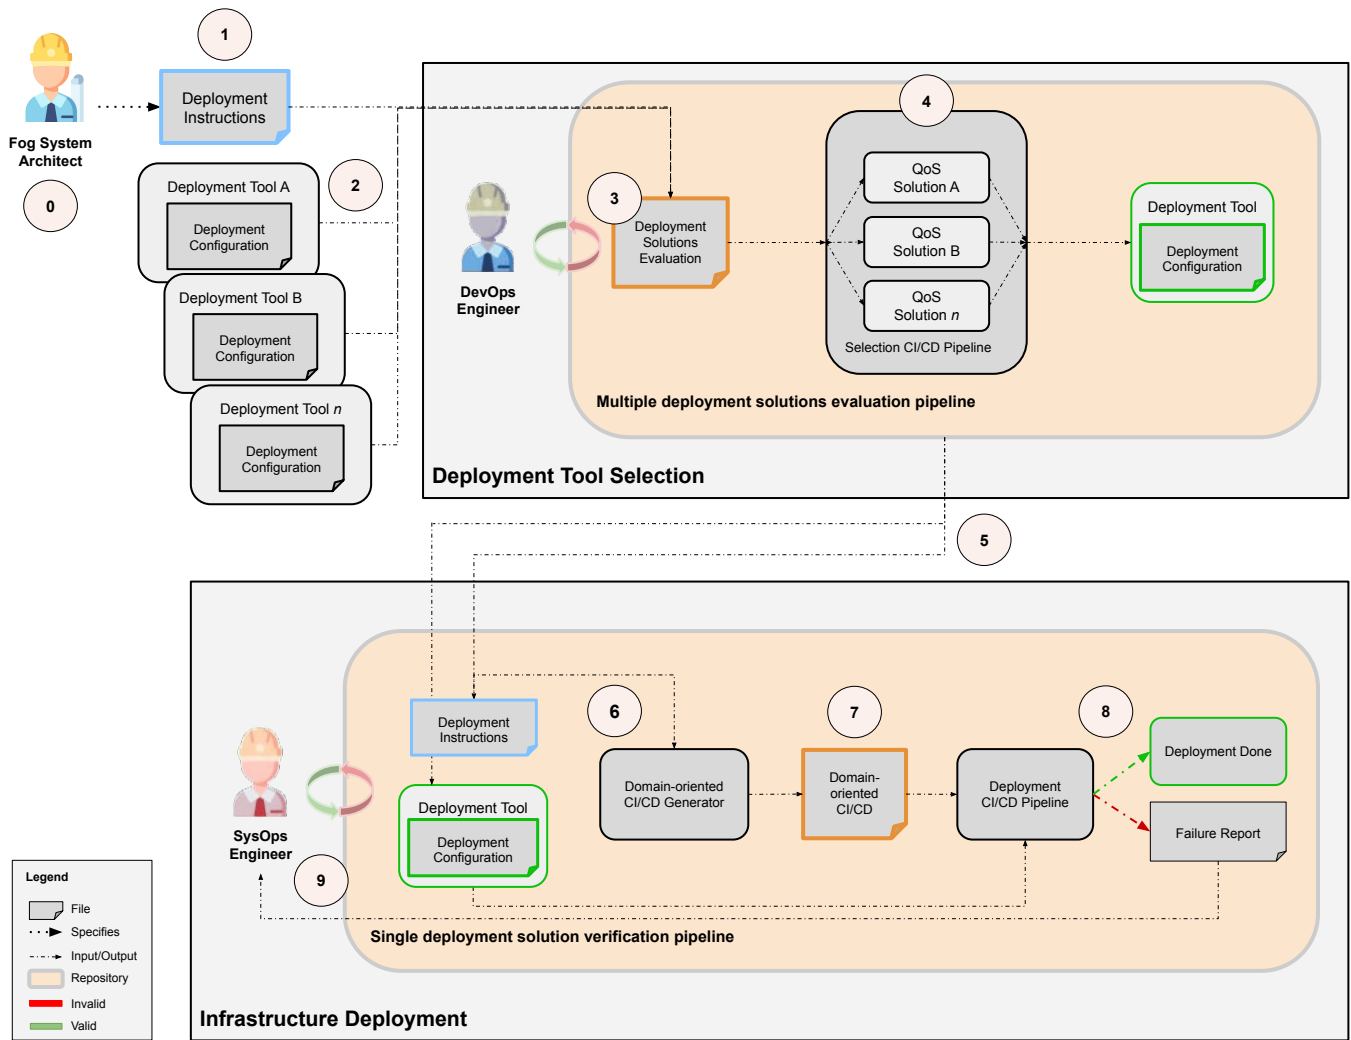 1
Fog System
Architect
0
Deployment
Instructions
2
Deployment Tool A
Deployment
Configuration
Deployment Tool B
Deployment
Configuration
Deployment Tool n
Deployment
Configuration
DevOps
Engineer
3
Deployment
Solutions
Evaluation
4
QoS
Solution A
QoS
Solution B
QoS
Solution n
Selection CI/CD Pipeline
Deployment Tool
Deployment
Configuration
Multiple deployment solutions evaluation pipeline
Deployment Tool Selection
5
SysOps
Engineer
9
Deployment
Instructions
Deployment Tool
Deployment
Configuration
6
Domain-oriented
CI/CD Generator
7
Domain-
oriented
CI/CD
Deployment
CI/CD Pipeline
8
Deployment Done
Failure Report
Single deployment solution verification pipeline
Infrastructure Deployment
Legend
File
Specifies
Input/Output
Repository
Invalid
Valid